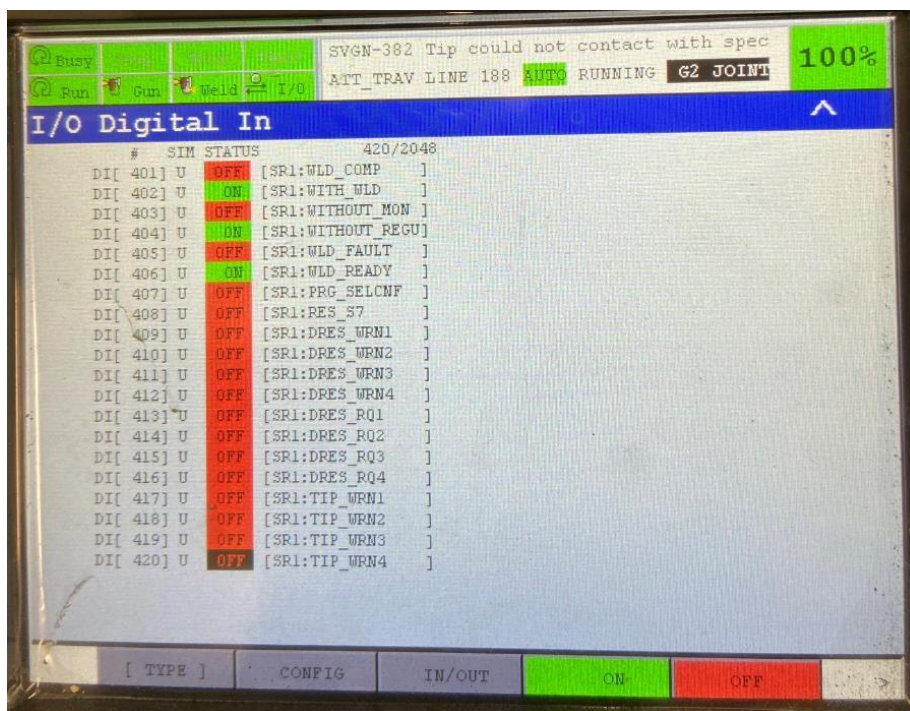 Busy
SVGN-382 Tip could not contact with spec
100%
Run Gun Weld I/O
ATT_TRAV LINE 188 AUTO RUNNING G2 JOINT
I/O Digital In
# SIM STATUS 420/2048
DI[ 401] U OFF [SR1:WLD_COMP ]
DI[ 402] U ON [SR1:WITH_WLD ]
DI[ 403] U OFF [SR1:WITHOUT_MON ]
DI[ 404] U ON [SR1:WITHOUT_REGU]
DI[ 405] U OFF [SR1:WLD_FAULT ]
DI[ 406] U ON [SR1:WLD_READY ]
DI[ 407] U OFF [SR1:PRG_SELCNF ]
DI[ 408] U OFF [SR1:RES_S7 ]
DI[ 409] U OFF [SR1:DRES_WRN1 ]
DI[ 410] U OFF [SR1:DRES_WRN2 ]
DI[ 411] U OFF [SR1:DRES_WRN3 ]
DI[ 412] U OFF [SR1:DRES_WRN4 ]
DI[ 413] U OFF [SR1:DRES_RQ1 ]
DI[ 414] U OFF [SR1:DRES_RQ2 ]
DI[ 415] U OFF [SR1:DRES_RQ3 ]
DI[ 416] U OFF [SR1:DRES_RQ4 ]
DI[ 417] U OFF [SR1:TIP_WRN1 ]
DI[ 418] U OFF [SR1:TIP_WRN2 ]
DI[ 419] U OFF [SR1:TIP_WRN3 ]
DI[ 420] U OFF [SR1:TIP_WRN4 ]
[ TYPE ] CONFIG IN/OUT ON OFF